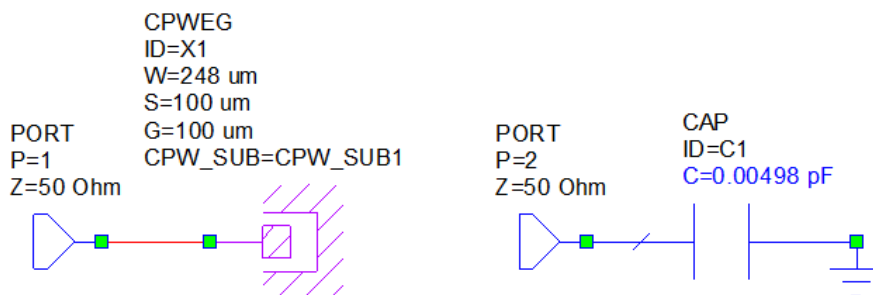 CPWEG
ID=X1
W=248 um
S=100 um
G=100 um
CPW_SUB=CPW_SUB1
PORT
P=1
Z=50 Ohm
PORT
P=2
Z=50 Ohm
CAP
ID=C1
C=0.00498 pF